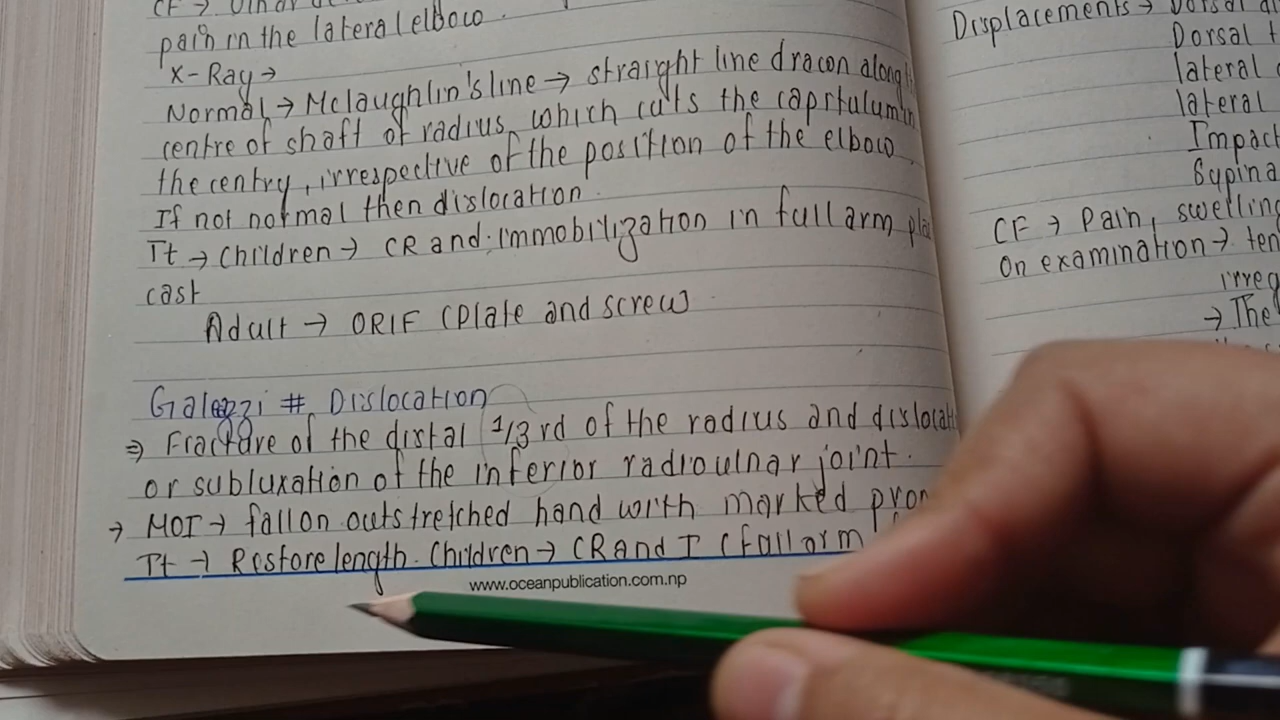 CF →
pain in the lateral elbow.
X-Ray →
Normal → Mclaughlin's line → straight line drawn along
centre of shaft of radius, which cuts the capitulum in
the centry, irrespective of the position of the elbow.
If not normal then dislocation.
Tt → Children → CR and immobilization in full arm
cast
Adult → ORIF (Plate and screw)
Galeazzi # Dislocation
⇒ Fracture of the distal 1/3 rd of the radius and
or subluxation of the inferior radioulnar joint.
→ MOI → fall on outstretched hand with marked
Tt → Restore length. Children → CR and I (full arm
www.oceanpublication.com.np
Displacements → Dorsal
Dorsal
lateral
lateral
CF → Pain, swelling
On examination →
→ The